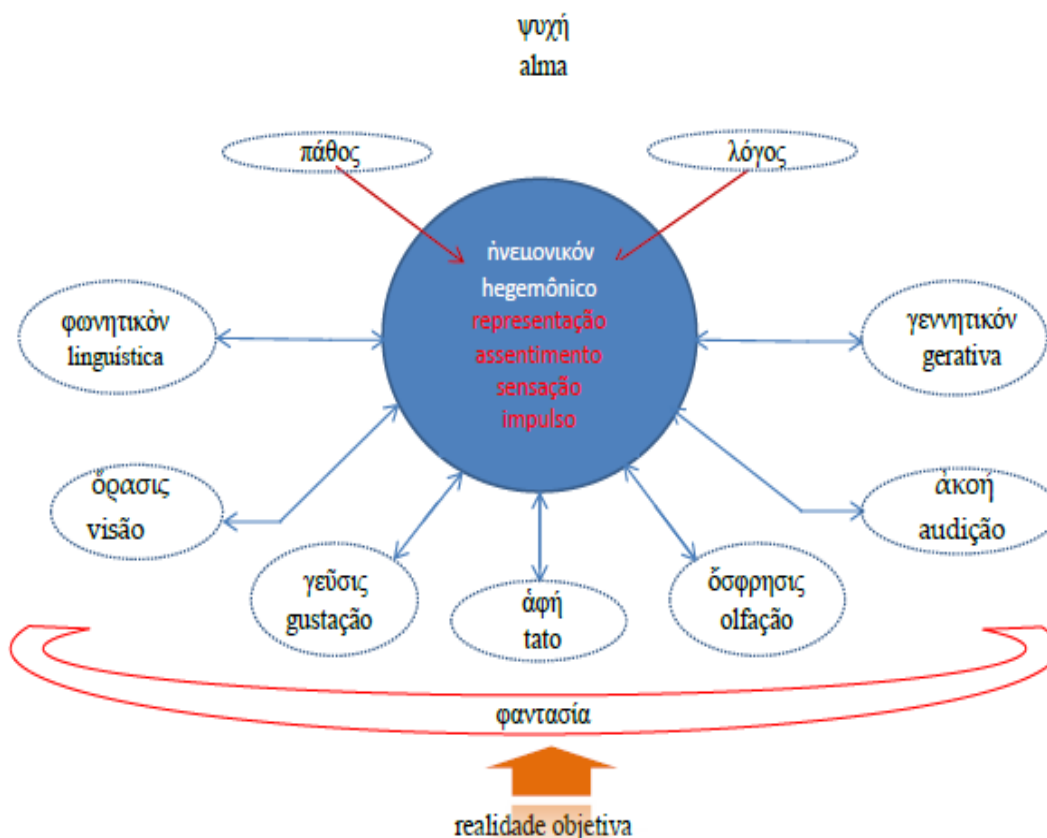 ψυχή
alma
πάθος
λόγος
ἡνεμονικόν
hegemônico
representação
assentimento
sensação
impulso
φωνητικὸν
linguística
γεννητικόν
gerativa
ὅρασις
visão
ἀκοή
audição
γεῦσις
gustação
ἁφή
tato
ὄσφρησις
olfação
φαντασία
realidade objetiva